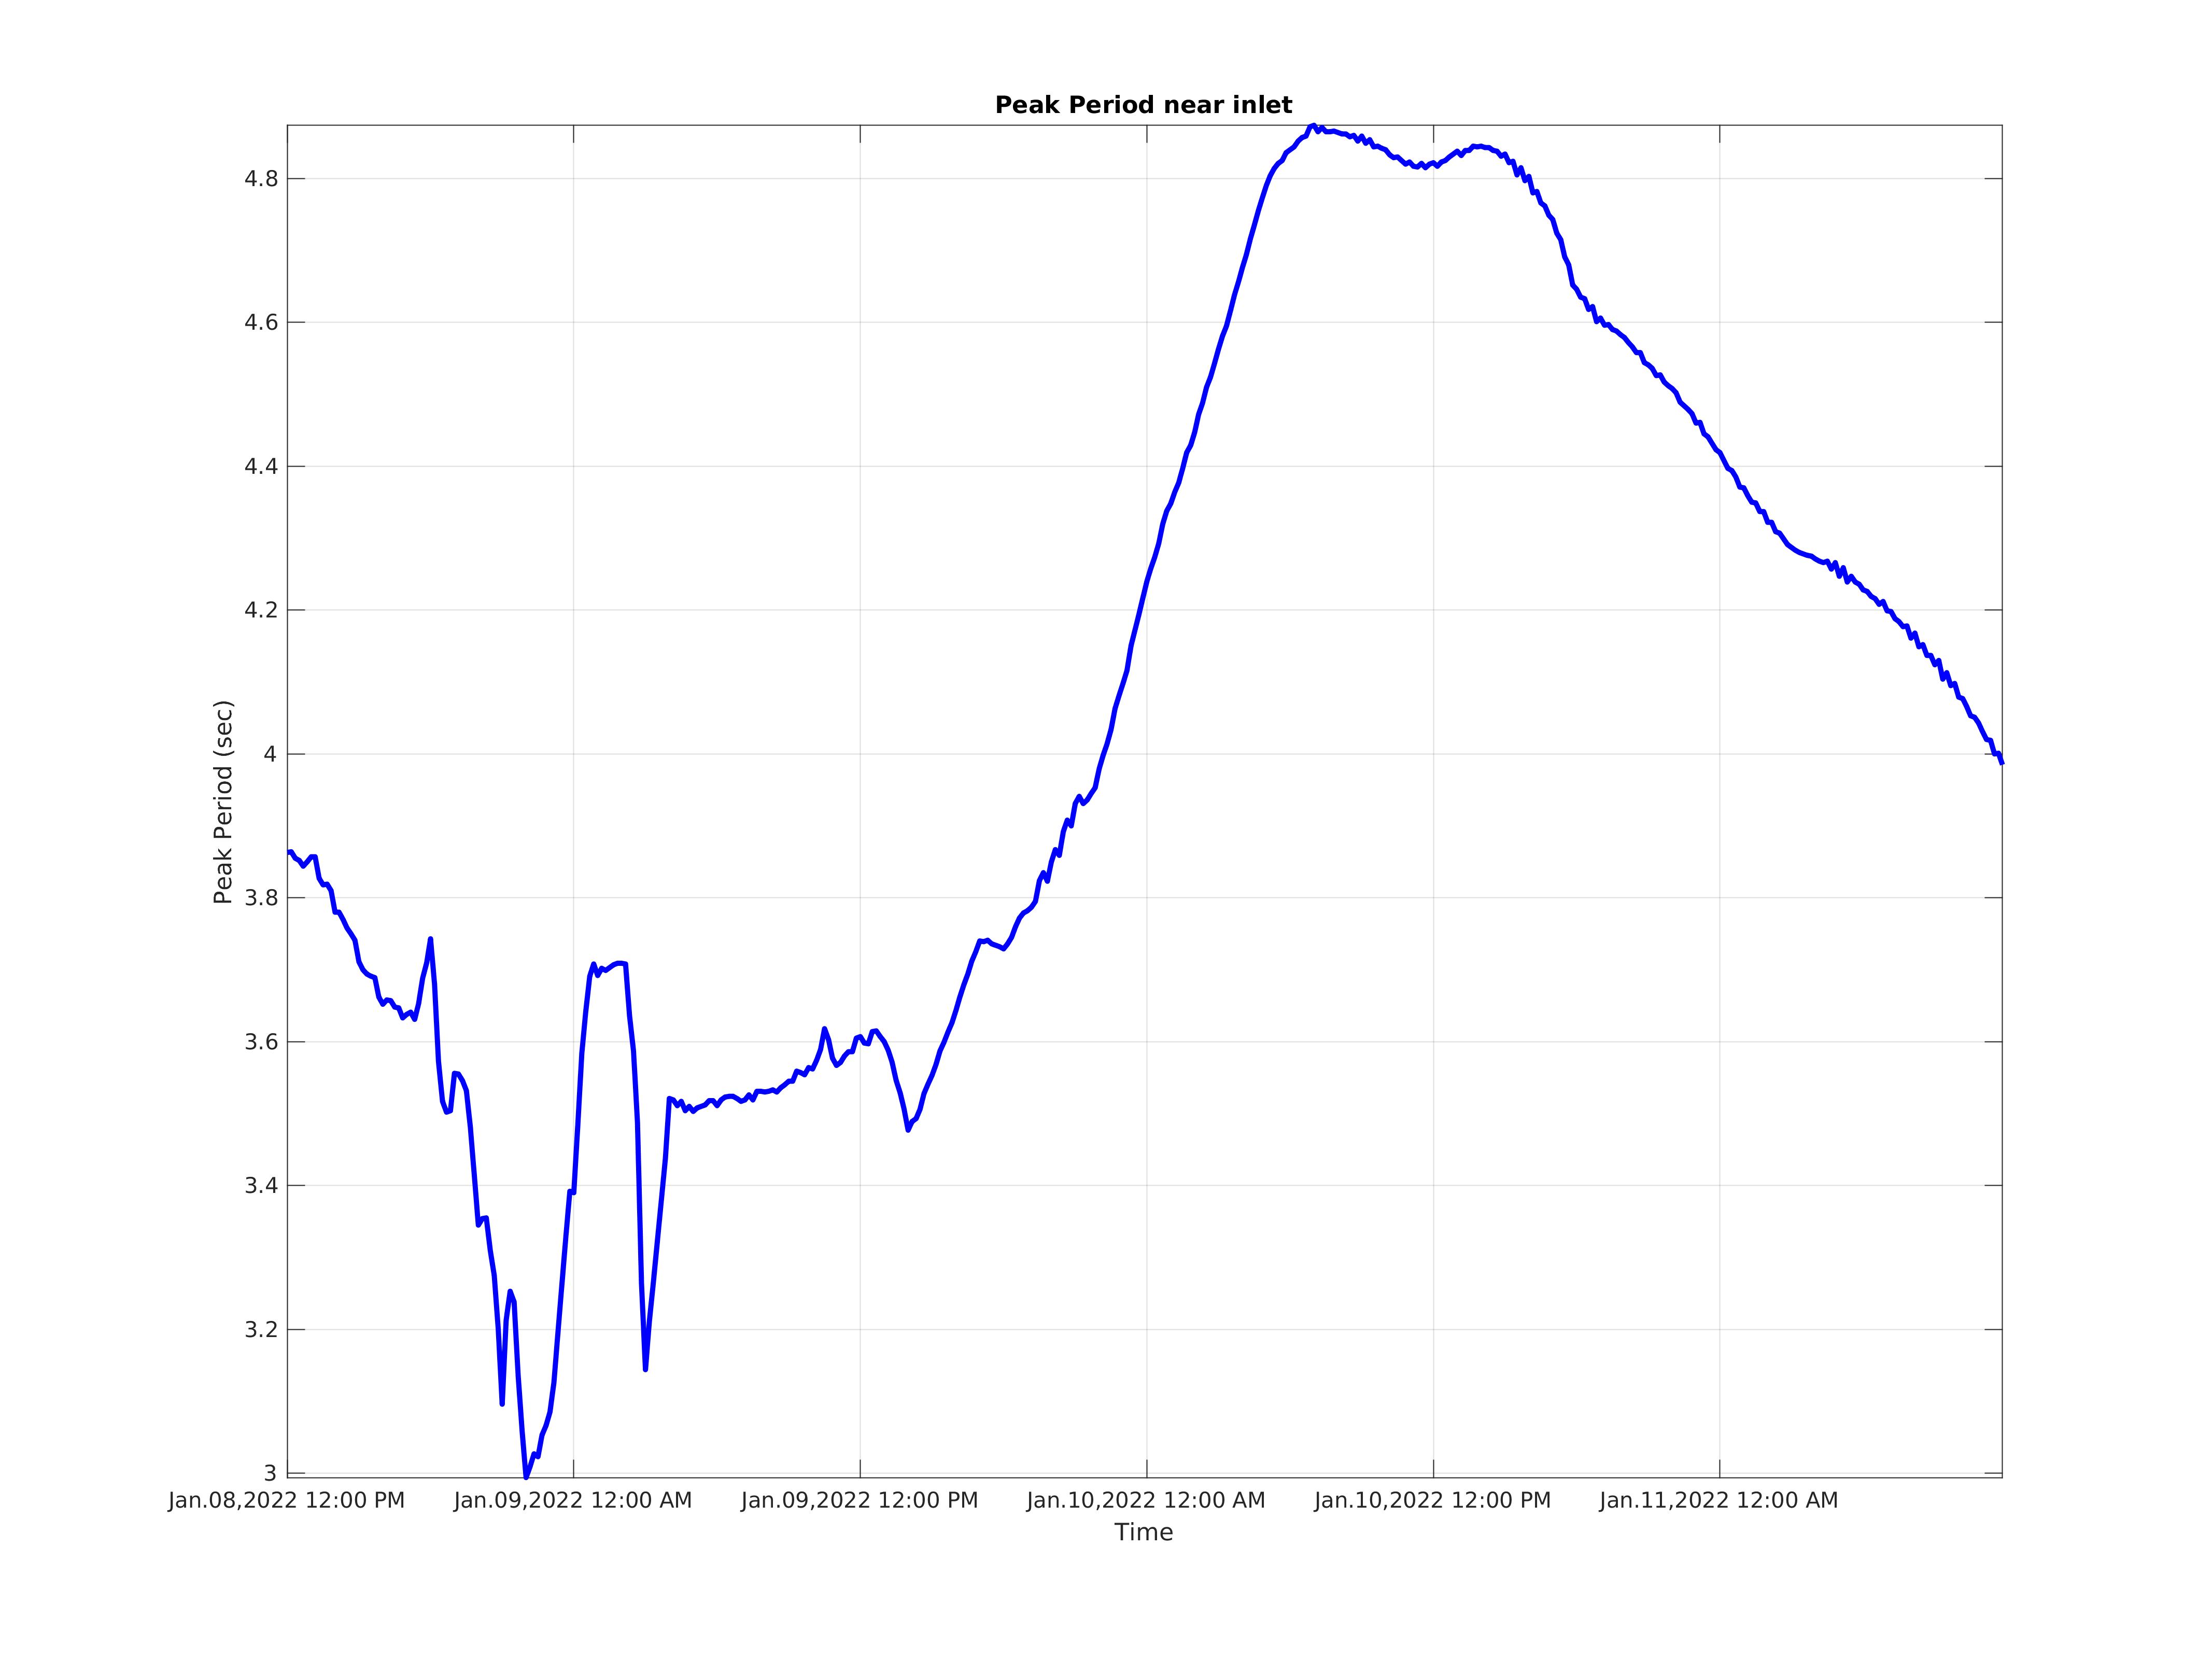 Peak Period near inlet
4.8
4.6
4.4
4.2
4
3.8
3.6
3.4
3.2
3
Peak Period (sec)
Jan.08,2022 12:00 PM
Jan.09,2022 12:00 AM
Jan.09,2022 12:00 PM
Jan.10,2022 12:00 AM
Jan.10,2022 12:00 PM
Jan.11,2022 12:00 AM
Time